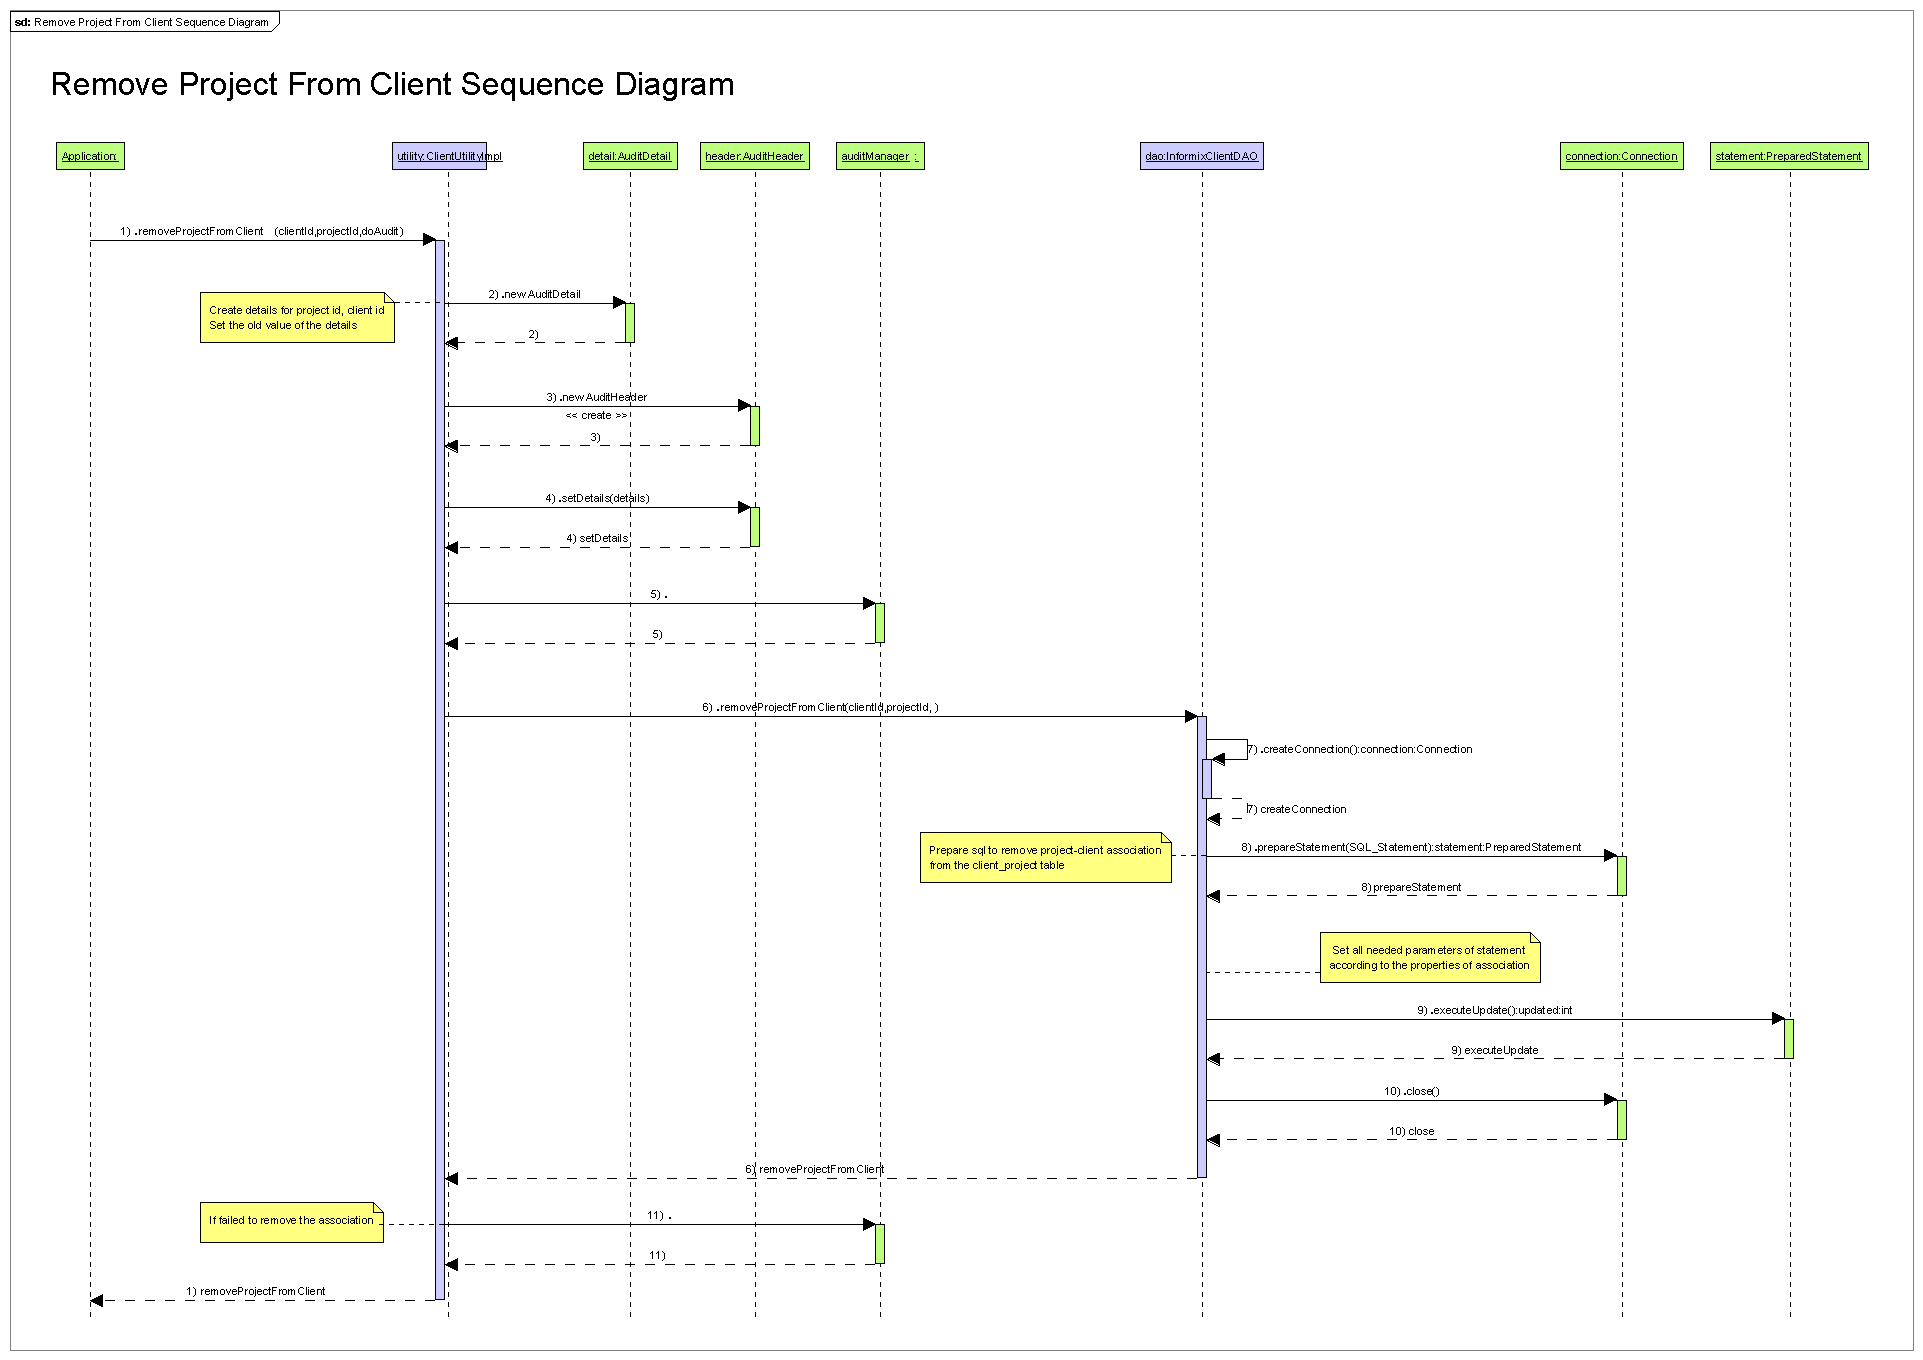 sd: Remove Project From Client Sequence Diagram
Remove Project From Client Sequence Diagram
Application:
utility:ClientUtilityImpl
detail:AuditDetail
header:AuditHeader
auditManager :
dao:InformixClientDAO
connection:Connection
statement:PreparedStatement
1) .removeProjectFromClient (clientId,projectId,doAudit)
2) .newAuditDetail
Create details for project id, client id
Set the old value of the details
2)
3) .newAuditHeader
<< create >>
3)
4) .setDetails(details)
4) setDetails
5) .
5)
6) .removeProjectFromClient(clientId,projectId, )
7) .createConnection():connection:Connection
7) createConnection
Prepare sql to remove project-client association
from the client_project table
8) .prepareStatement(SQL_Statement):statement:PreparedStatement
8) prepareStatement
Set all needed parameters of statement
according to the properties of association
9) .executeUpdate():updated:int
9) executeUpdate
10) .close()
10) close
6) removeProjectFromClient
If failed to remove the association
11) .
11)
1) removeProjectFromClient